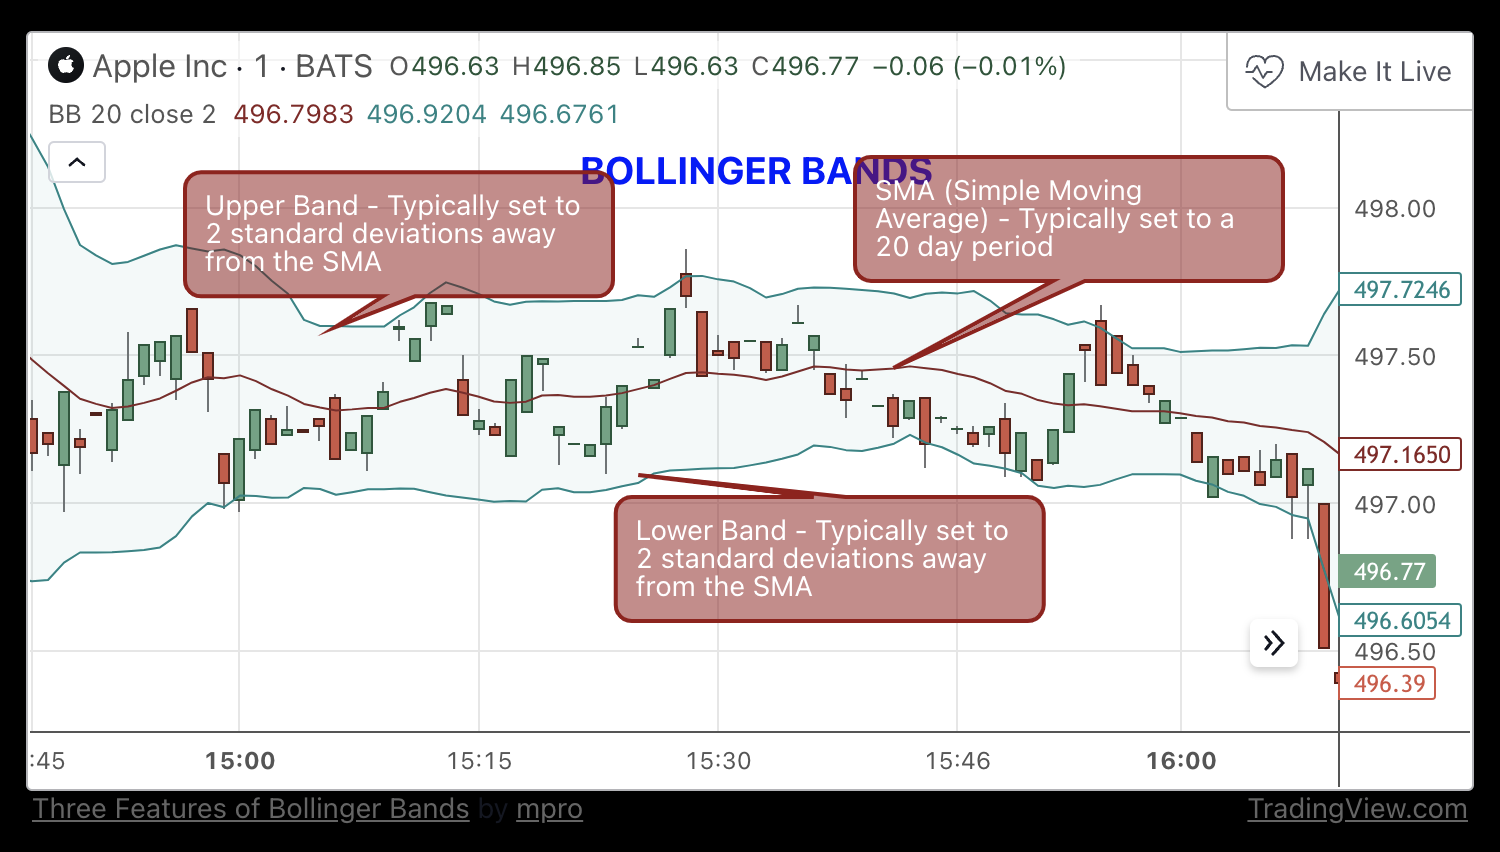 Apple Inc · 1 · BATS O496.63 H496.85 L496.63 C496.77 −0.06 (−0.01%)
Make It Live
BB 20 close 2 496.7983 496.9204 496.6761
BOLLINGER BANDS
Upper Band - Typically set to
2 standard deviations away
from the SMA
SMA (Simple Moving
Average) - Typically set to a
20 day period
Lower Band - Typically set to
2 standard deviations away
from the SMA
498.00
497.7246
497.50
497.1650
497.00
496.77
496.6054
496.50
496.39
:45 15:00 15:15 15:30 15:46 16:00
Three Features of Bollinger Bands by mpro
TradingView.com